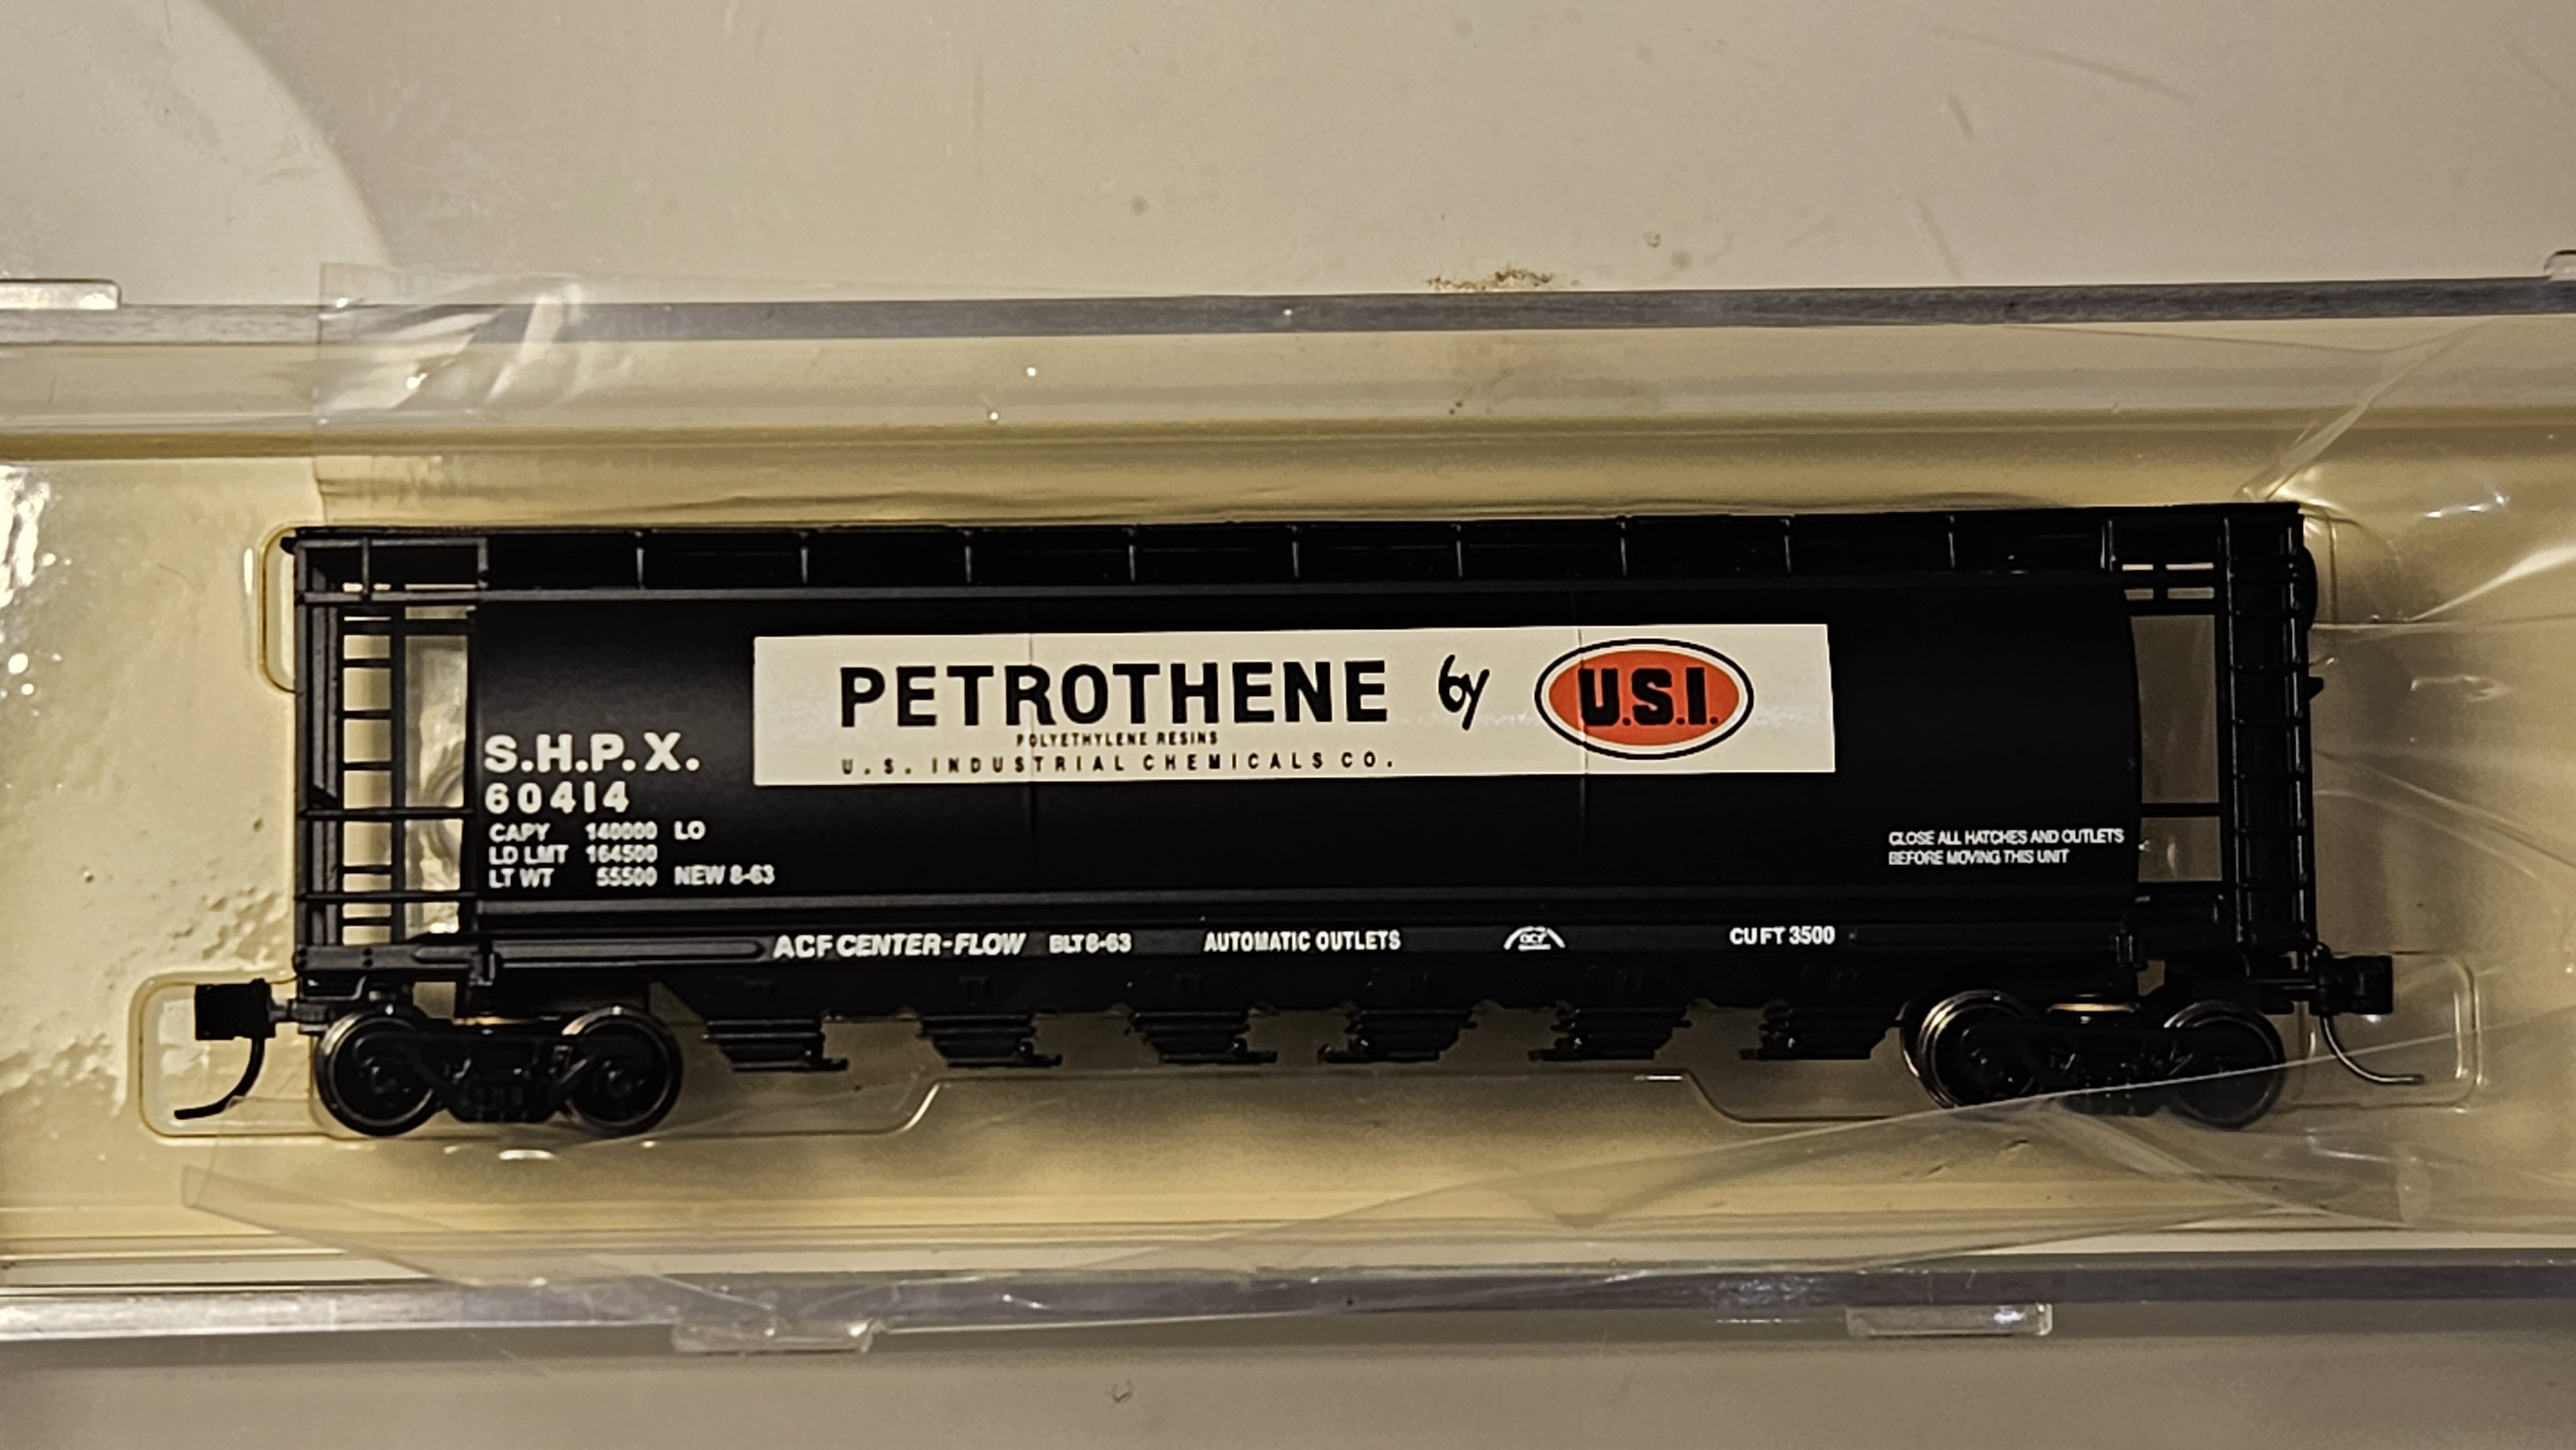 PETROTHENE by U.S.I.
POLYETHYLENE RESINS
U.S. INDUSTRIAL CHEMICALS CO.
S.H.P.X.
60414
CAPY 140000 LO
LD LMT 164500
LT WT 55500 NEW 8-63
CLOSE ALL HATCHES AND OUTLETS
BEFORE MOVING THIS UNIT
ACF CENTER-FLOW BLT 8-63 AUTOMATIC OUTLETS acf CU FT 3500